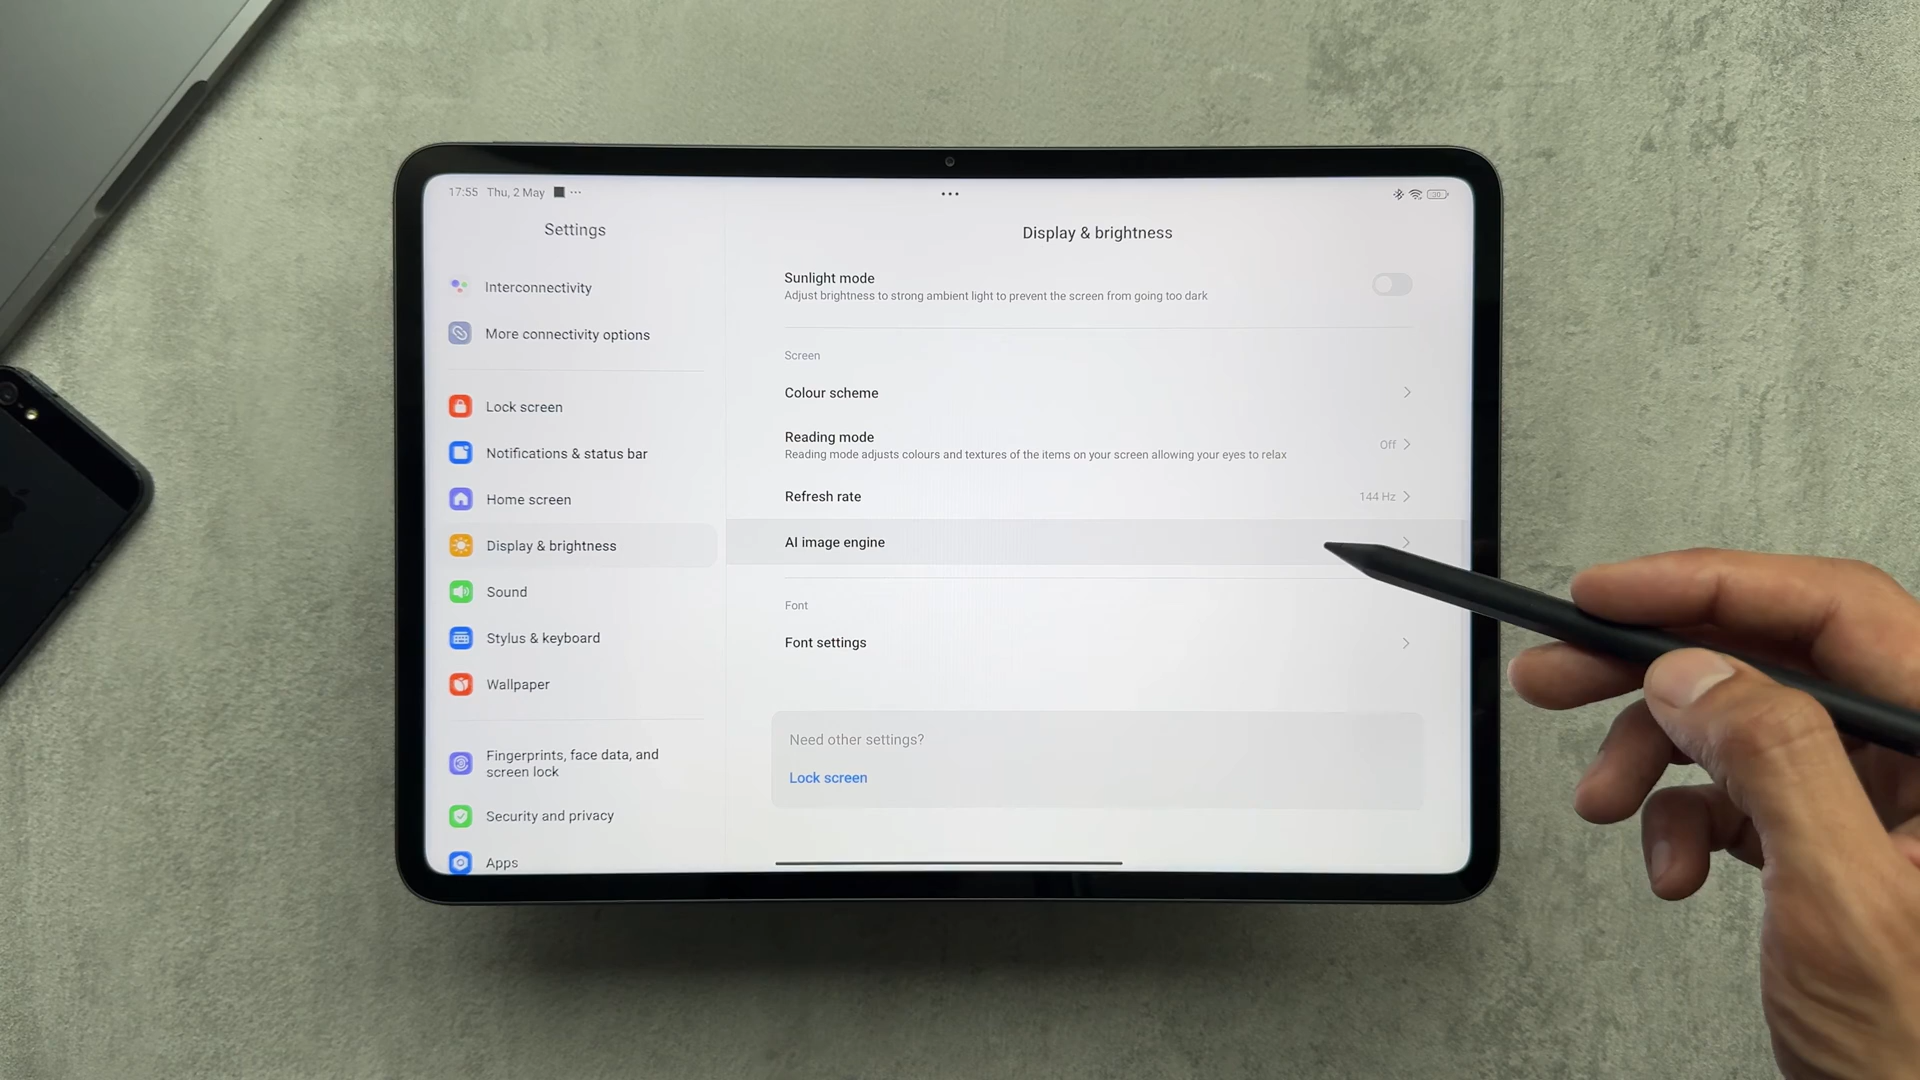 17:55 Thu, 2 May
30
Settings
Interconnectivity
More connectivity options
Lock screen
Notifications & status bar
Home screen
Display & brightness
Sound
Stylus & keyboard
Wallpaper
Fingerprints, face data, and
screen lock
Security and privacy
Apps
Display & brightness
Sunlight mode
Adjust brightness to strong ambient light to prevent the screen from going too dark
Screen
Colour scheme
Reading mode
Reading mode adjusts colours and textures of the items on your screen allowing your eyes to relax
Off
Refresh rate
144 Hz
AI image engine
Font
Font settings
Need other settings?
Lock screen